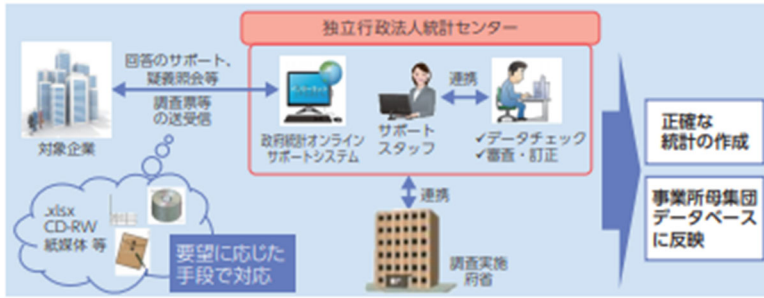 独立行政法人統計センター
回答のサポート、
疑義照会等
調査票等
の送受信
対象企業
政府統計オンライン
サポートシステム
サポート
スタッフ
連携
✓データチェック
✓審査・訂正
連携
調査実施
府省
.xlsx
CD-RW
紙媒体 等
要望に応じた
手段で対応
正確な
統計の作成
事業所母集団
データベース
に反映